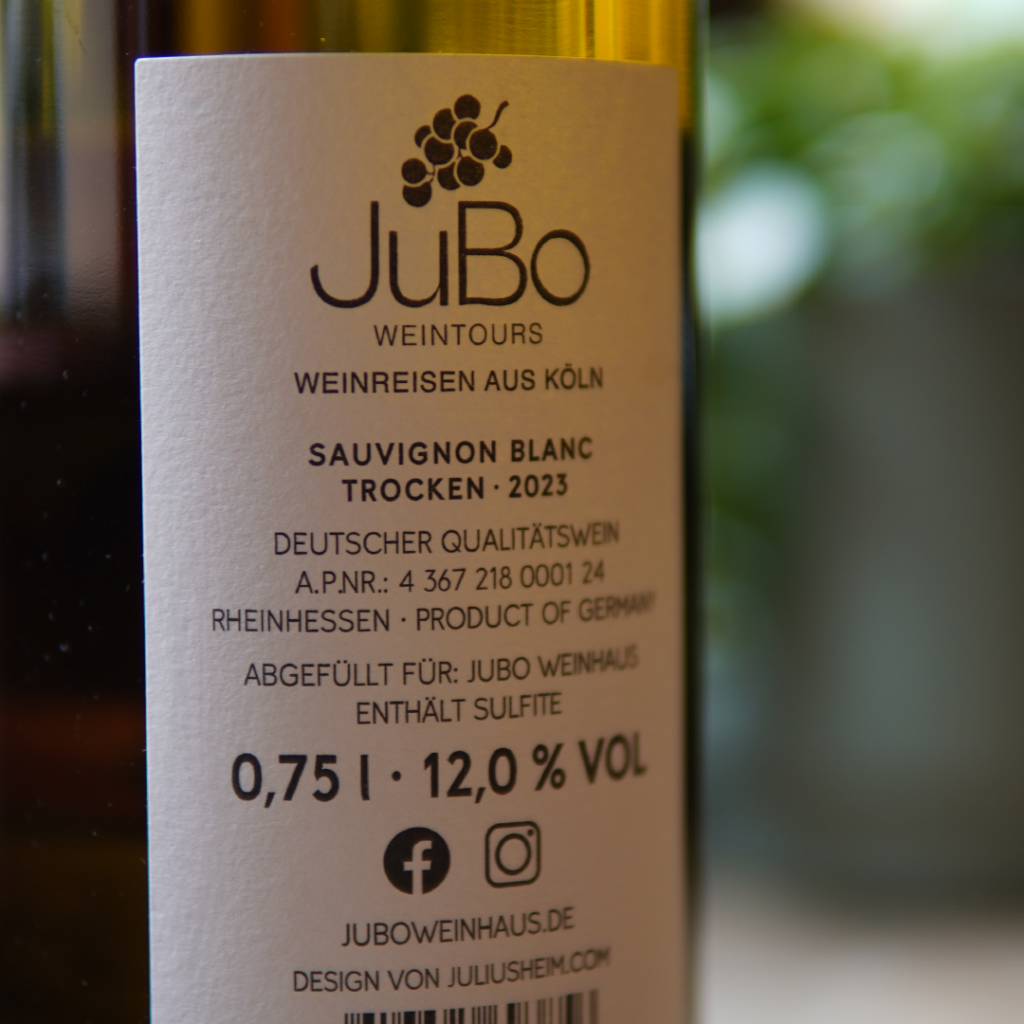 JüBo
WEINTOURS
WEINREISEN AUS KÖLN
SAUVIGNON BLANC
TROCKEN · 2023
DEUTSCHER QUALITÄTSWEIN
A.P.NR.: 4 367 218 0001 24
RHEINHESSEN · PRODUCT OF GERMANY
ABGEFÜLLT FÜR: JUBO WEINHAUS
ENTHÄLT SULFITE
0,75 l · 12,0 % VOL
JUBOWEINHAUS.DE
DESIGN VON JULIUSHEIM.COM